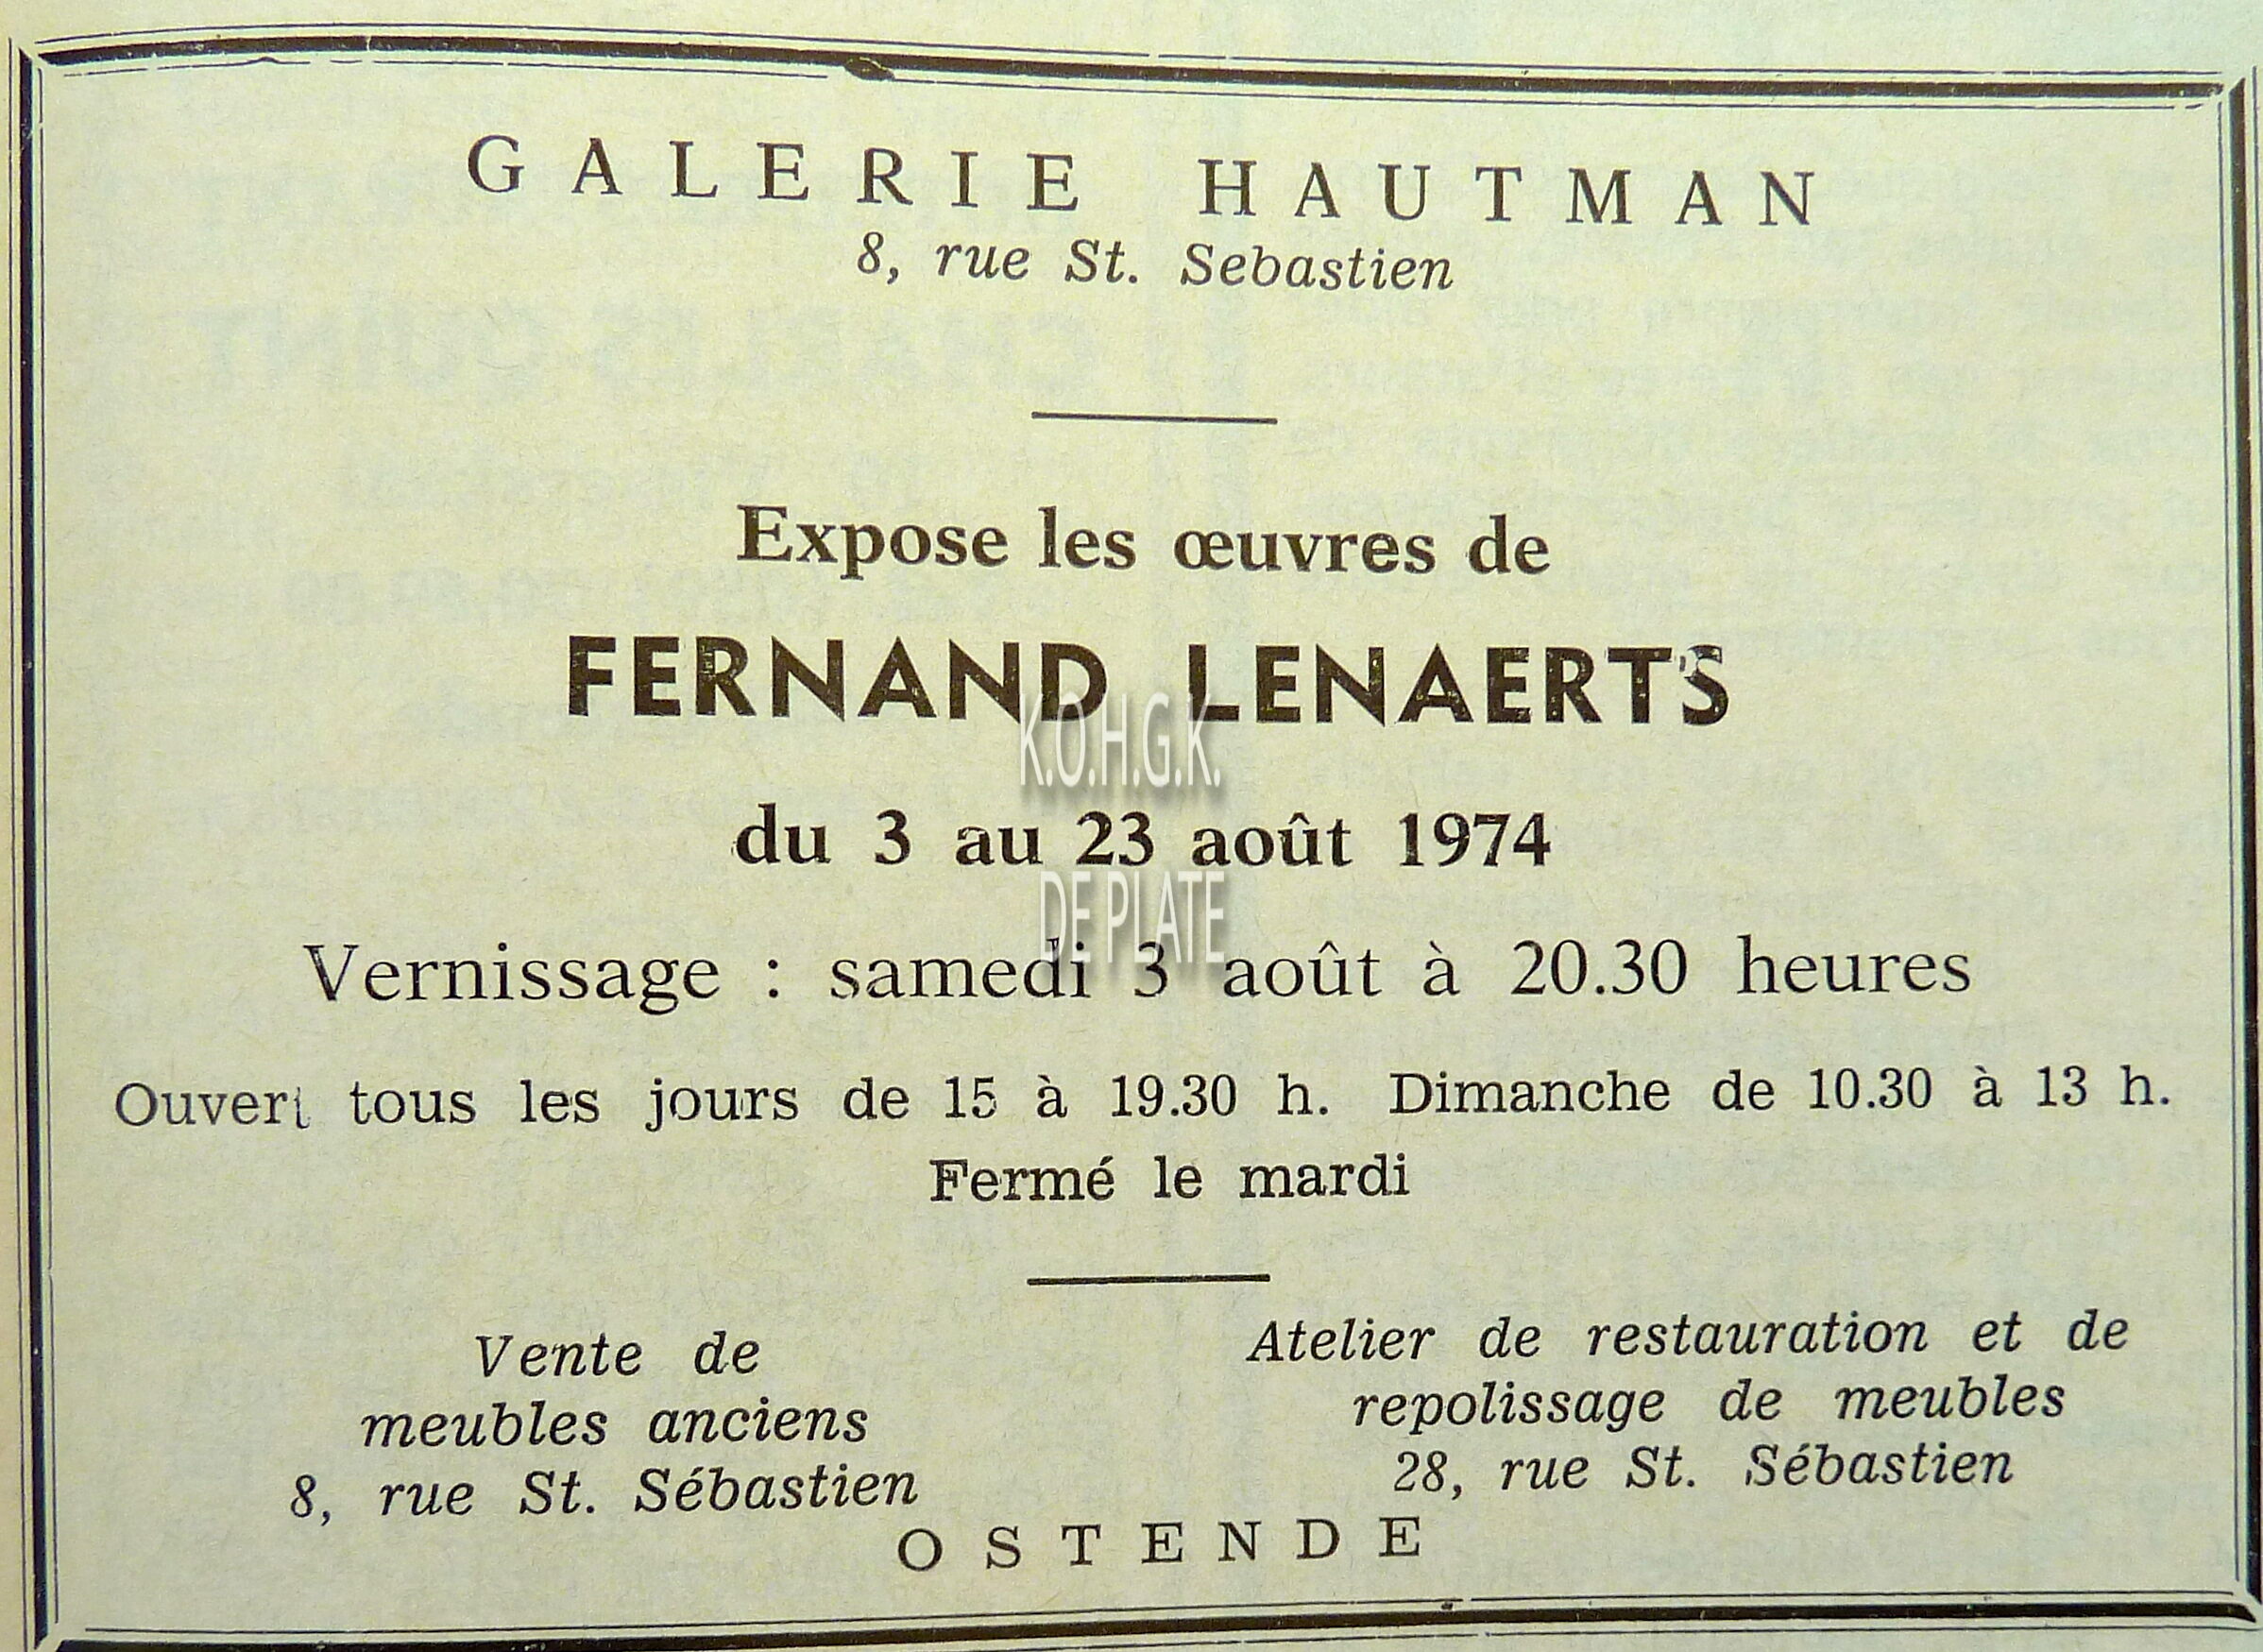 GALERIE HAUTMAN
8, rue St. Sebastien
Expose les œuvres de
FERNAND LENAERTS
K.O.H.G.K.
du 3 au 23 août 1974
DE PLATE
Vernissage : samedi 3 août à 20.30 heures
Ouvert tous les jours de 15 à 19.30 h. Dimanche de 10.30 à 13 h.
Fermé le mardi
Vente de
meubles anciens
8, rue St. Sébastien
Atelier de restauration et de
repolissage de meubles
28, rue St. Sébastien
OSTENDE